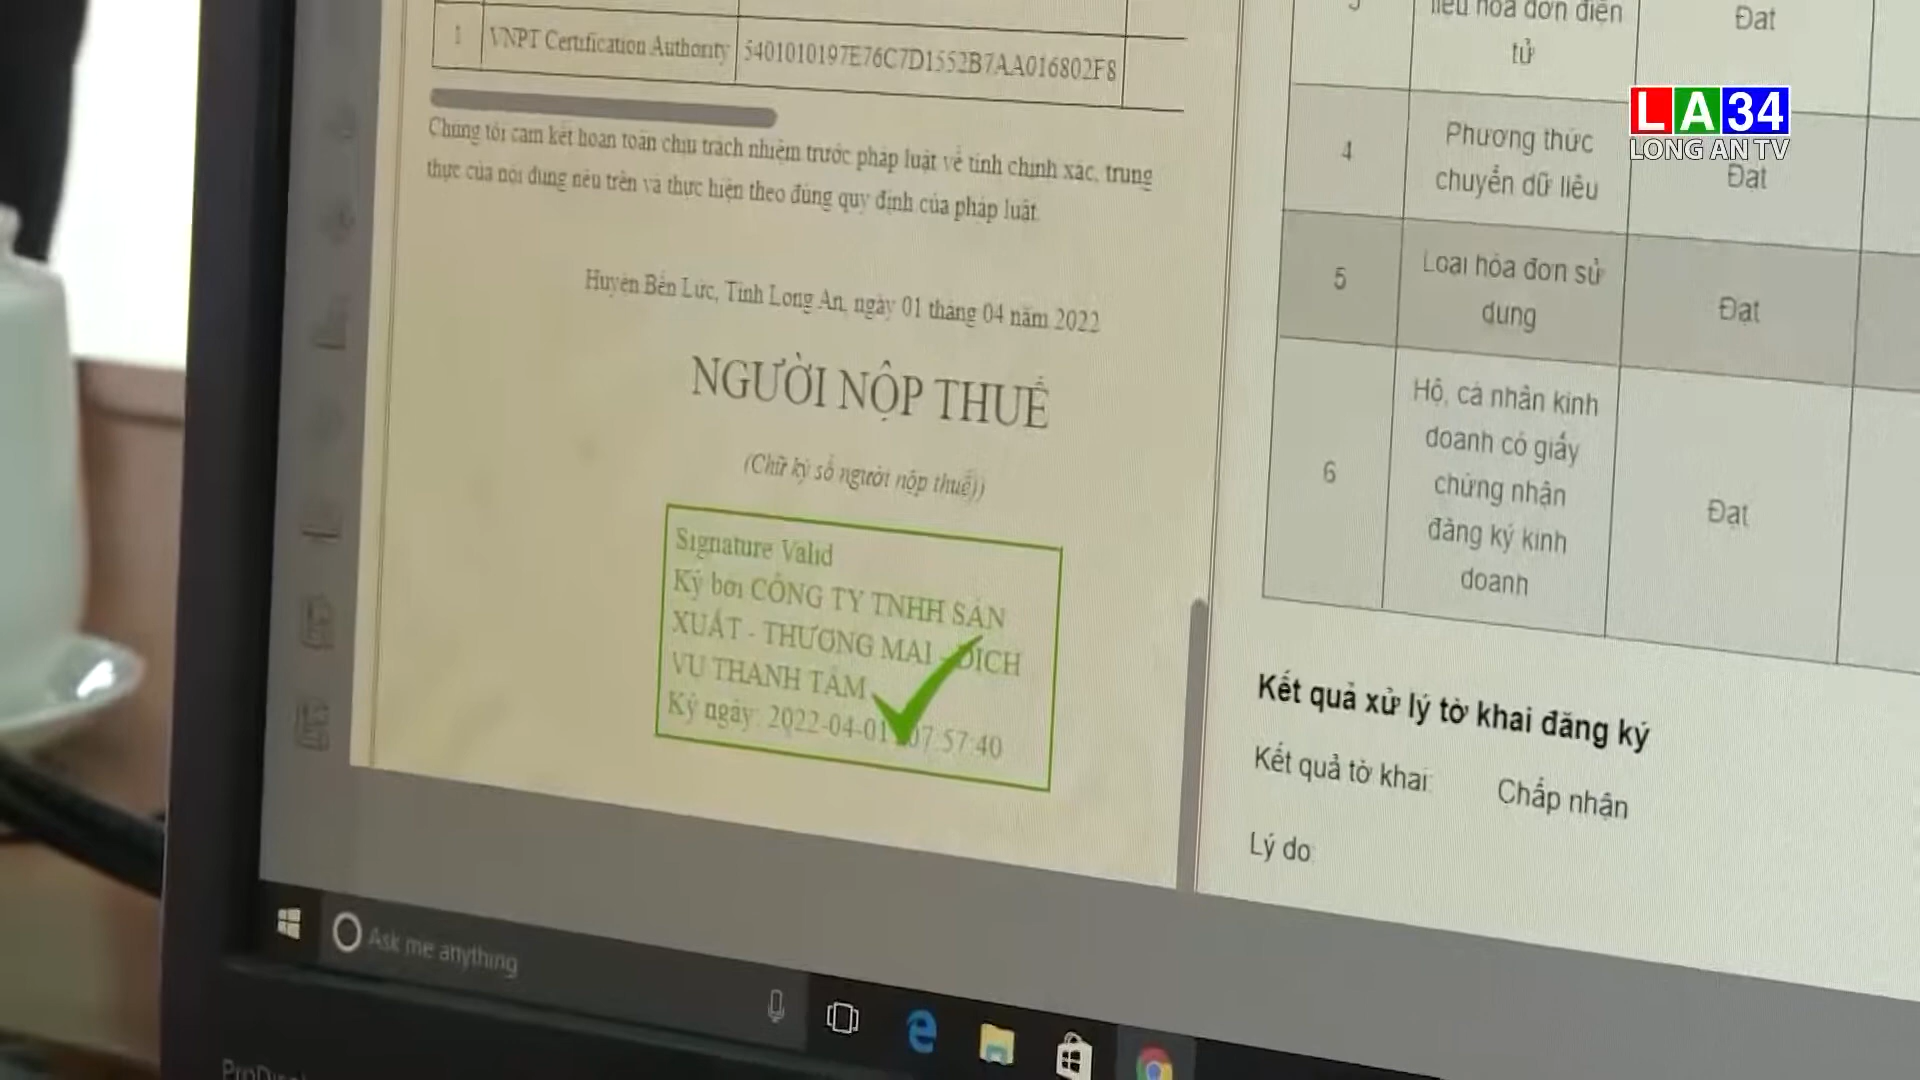 1 VNPT Certification Authority 5401010197E76C7D1552B7AA016802F8
Chúng tôi cam kết hoàn toàn chịu trách nhiệm trước pháp luật về tính chính xác, trung
thực của nội dung nêu trên và thực hiện theo đúng quy định của pháp luật.
Huyện Bến Lức, Tỉnh Long An, ngày 01 tháng 04 năm 2022
NGƯỜI NỘP THUẾ
(Chữ ký số người nộp thuế))
Signature Valid
Ký bởi CÔNG TY TNHH SẢN
XUẤT - THƯƠNG MẠI - DỊCH
VỤ THANH TÂM
Ký ngày: 2022-04-01 07:57:40
liệu hóa đơn điện
tử
Đạt
4
Phương thức
chuyển dữ liệu
Đạt
5
Loại hóa đơn sử
dụng
Đạt
6
Hộ, cá nhân kinh
doanh có giấy
chứng nhận
đăng ký kinh
doanh
Đạt
Kết quả xử lý tờ khai đăng ký
Kết quả tờ khai: Chấp nhận
Lý do
Ask me anything
LA34
LONG AN TV